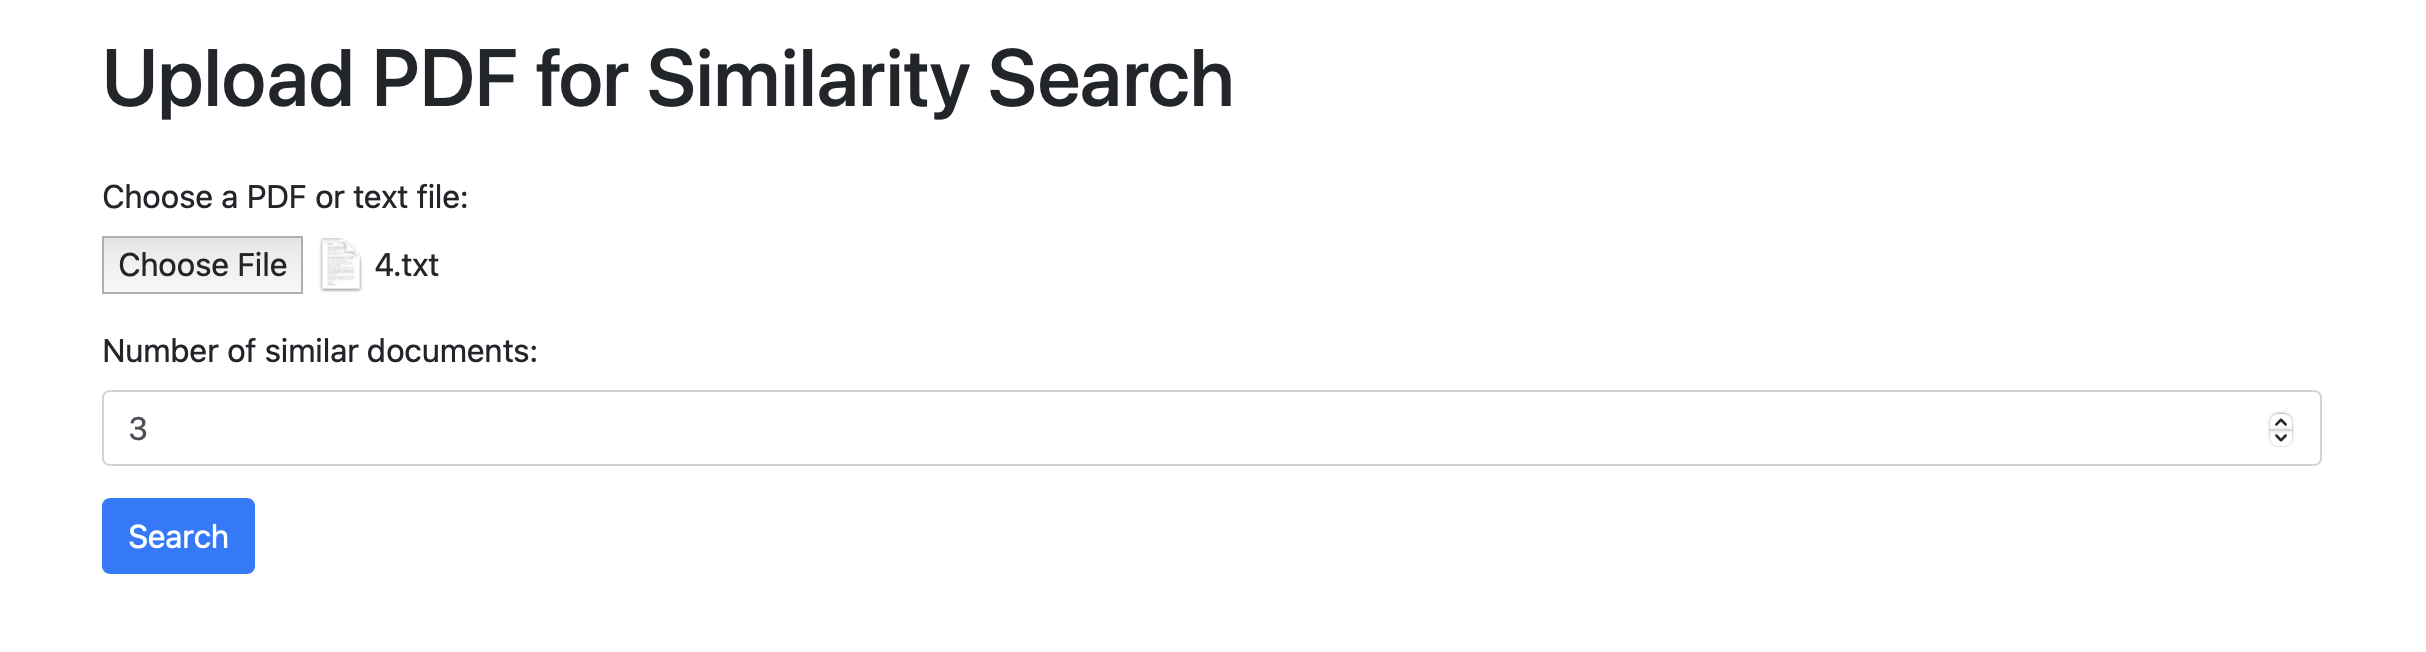 Upload PDF for Similarity Search
Choose a PDF or text file:
Choose File 4.txt
Number of similar documents:
3
Search